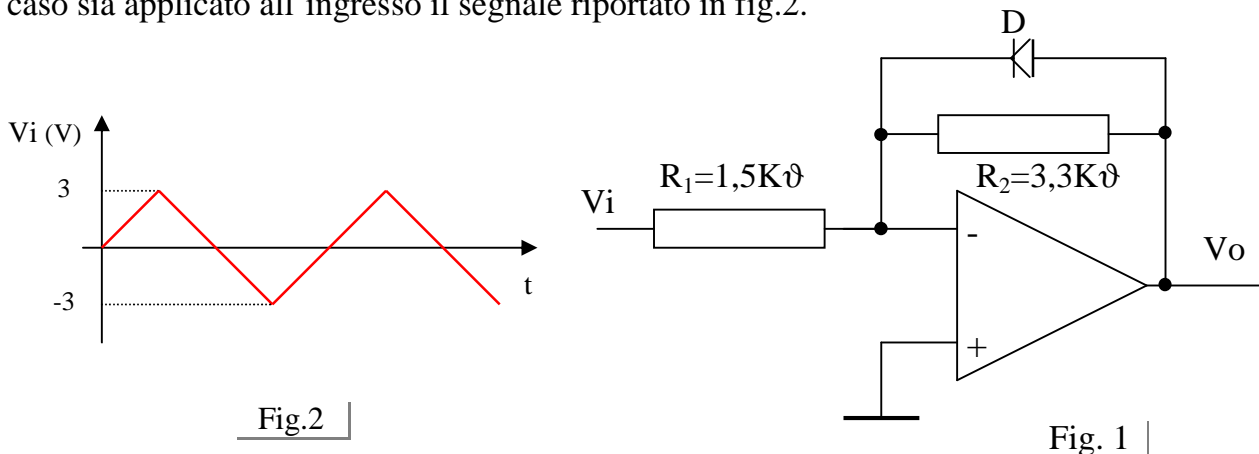 caso sia applicato all'ingresso il segnale riportato in fig.2.
D
Vi (V)
3
-3
t
Fig.2
R₁=1,5Kϑ
R₂=3,3Kϑ
Vi
-
+
Vo
Fig. 1